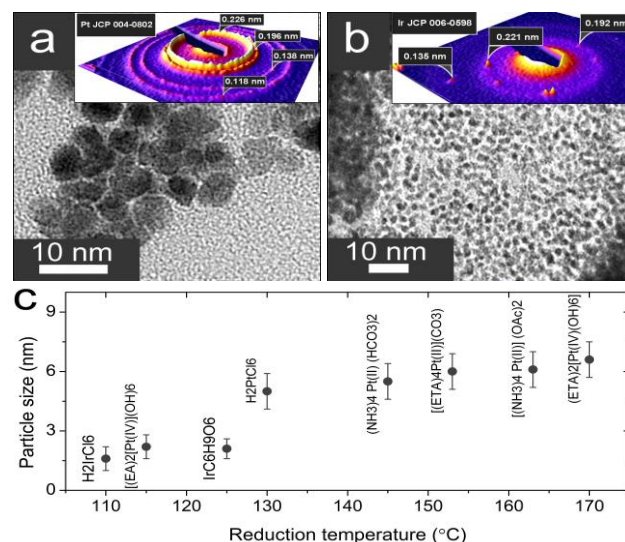 a
Pt JCP 004-0802
0.226 nm
0.196 nm
0.138 nm
0.118 nm
10 nm
b
Ir JCP 006-0598
0.192 nm
0.221 nm
0.135 nm
10 nm
C
Particle size (nm)
9
6
3
0
H2IrCl6
[(EA)2[Pt(IV)](OH)6
IrC6H9O6
H2PtCl6
(NH3)4 Pt(II) (HCO3)2
[(ETA)4Pt(II)](CO3)
[(NH3)4 Pt(II)] (OAc)2
(ETA)2[Pt(IV)(OH)6]
110 120 130 140 150 160 170
Reduction temperature (°C)